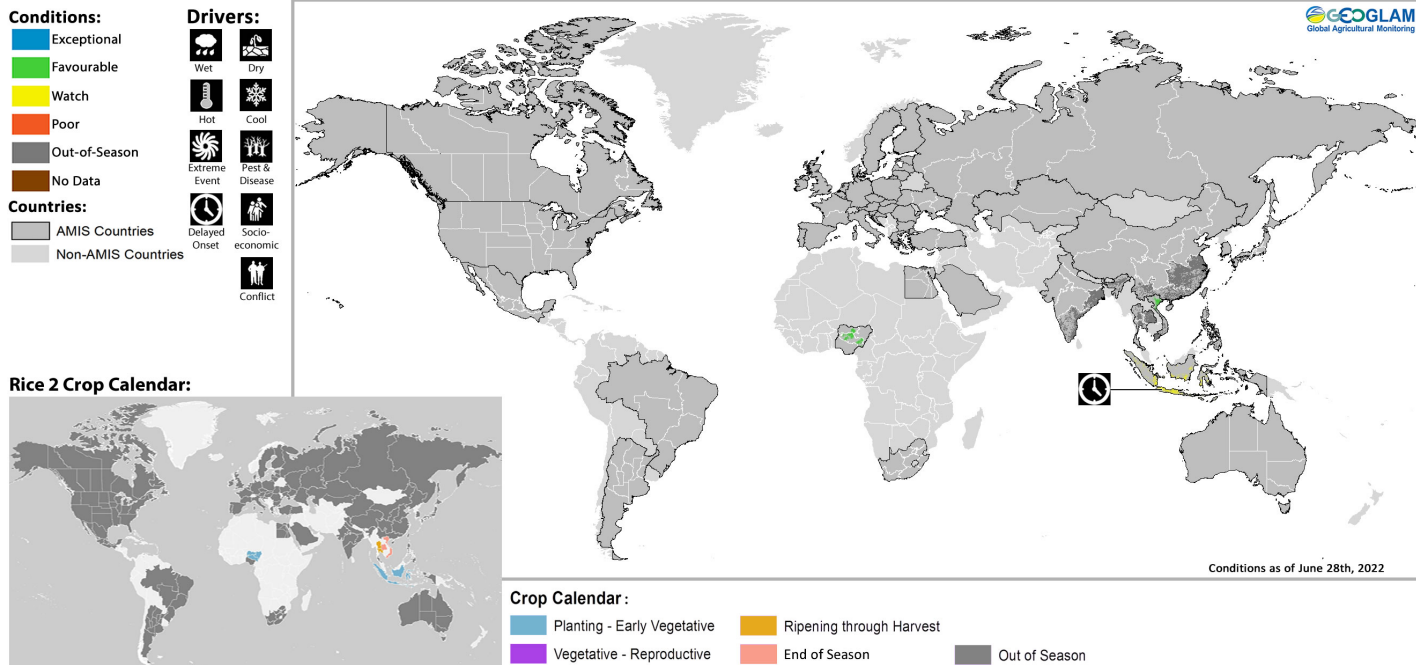 Conditions:
Exceptional
Favourable
Watch
Poor
Out-of-Season
No Data
Countries:
AMIS Countries
Non-AMIS Countries
Drivers:
Wet
Dry
Hot
Cool
Extreme
Event
Pest &
Disease
Delayed
Onset
Socio-
economic
Conflict
GEOGLAM
Global Agricultural Monitoring
Conditions as of June 28th, 2022
Rice 2 Crop Calendar:
Crop Calendar :
Planting - Early Vegetative
Ripening through Harvest
Vegetative - Reproductive
End of Season
Out of Season